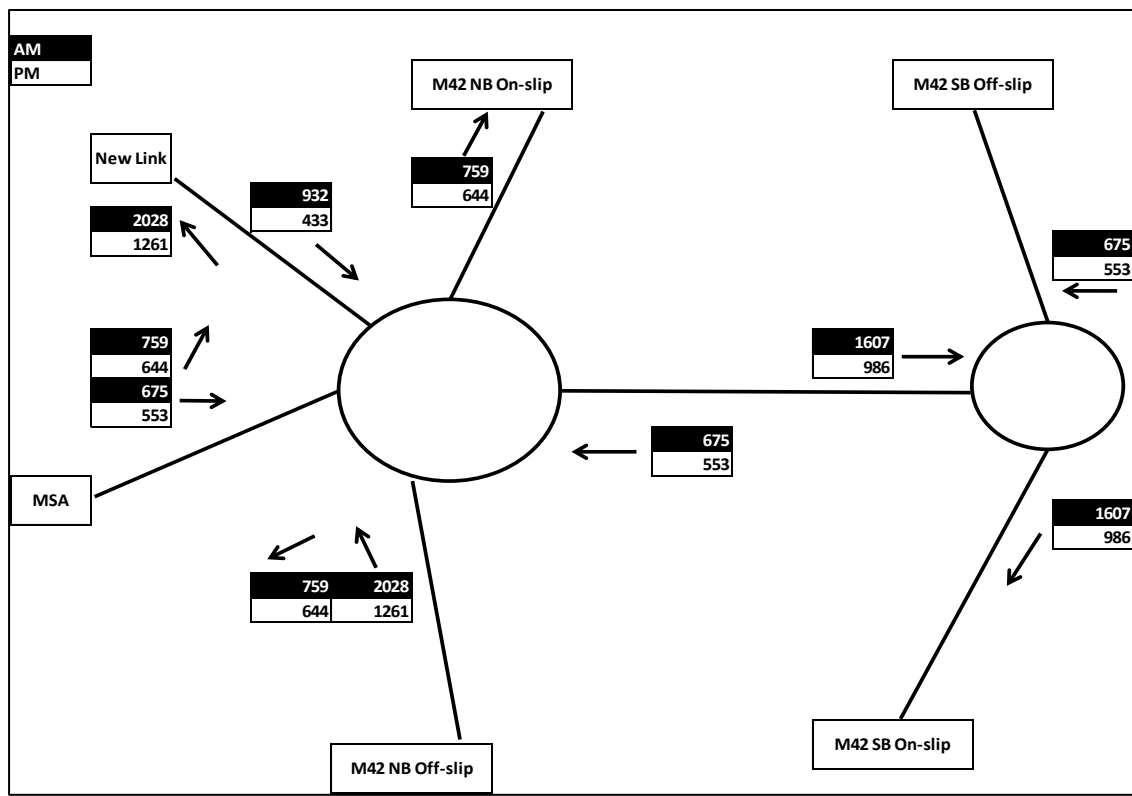 AM
PM
M42 NB On-slip
M42 SB Off-slip
New Link
759
644
932
433
2028
1261
675
553
759
644
675
553
1607
986
675
553
MSA
1607
986
759 2028
644 1261
M42 NB Off-slip
M42 SB On-slip